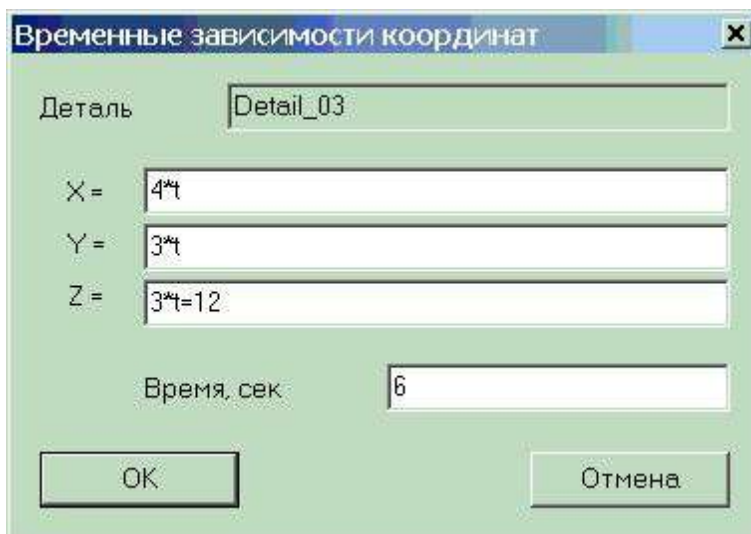 Временные зависимости координат
Деталь Detail_03
X = 4*t
Y = 3*t
Z = 3*t=12
Время, сек 6
OK Отмена